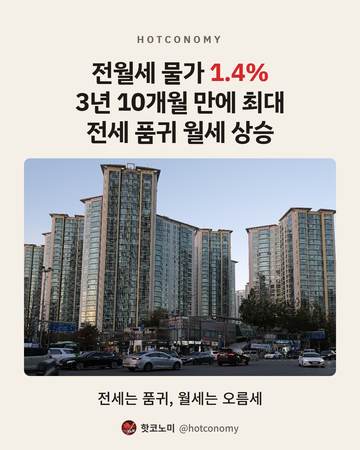 HOTCONOMY
전월세 물가 1.4%
3년 10개월 만에 최대
전세 품귀 월세 상승
전세는 품귀, 월세는 오름세
핫코노미 @hotconomy